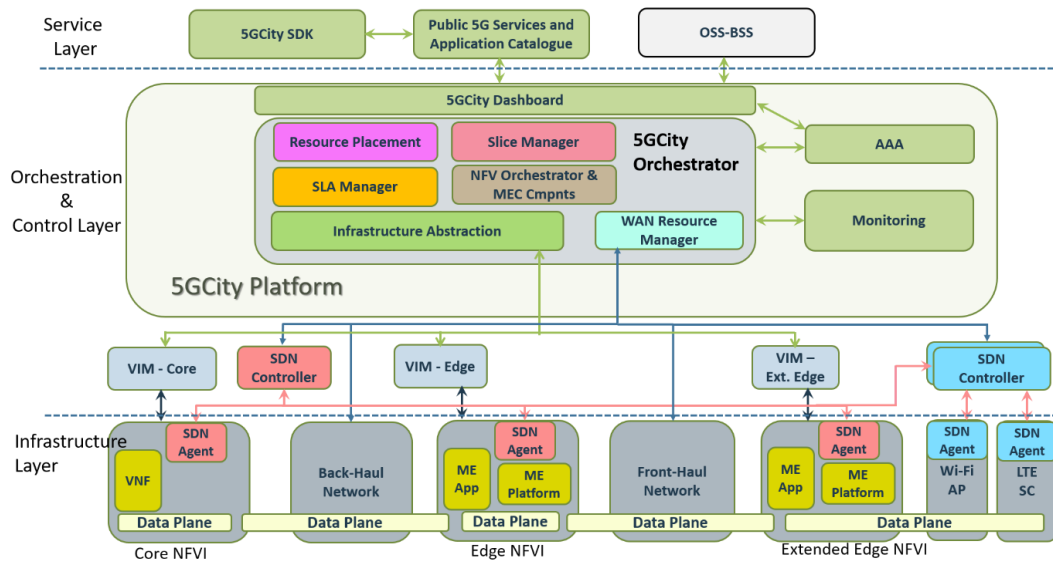 Service
Layer
5GCity SDK
Public 5G Services and
Application Catalogue
OSS-BSS
5GCity Dashboard
Resource Placement
Slice Manager
5GCity
Orchestrator
SLA Manager
NFV Orchestrator &
MEC Cmpnts
Infrastructure Abstraction
WAN Resource
Manager
AAA
Monitoring
Orchestration
&
Control Layer
5GCity Platform
VIM - Core
SDN
Controller
VIM - Edge
VIM –
Ext. Edge
SDN
Controller
Infrastructure
Layer
SDN
Agent
VNF
Back-Haul
Network
SDN
Agent
ME
App
ME
Platform
Front-Haul
Network
SDN
Agent
ME
App
ME
Platform
SDN
Agent
Wi-Fi
AP
SDN
Agent
LTE
SC
Data Plane
Data Plane
Data Plane
Data Plane
Data Plane
Core NFVI
Edge NFVI
Extended Edge NFVI